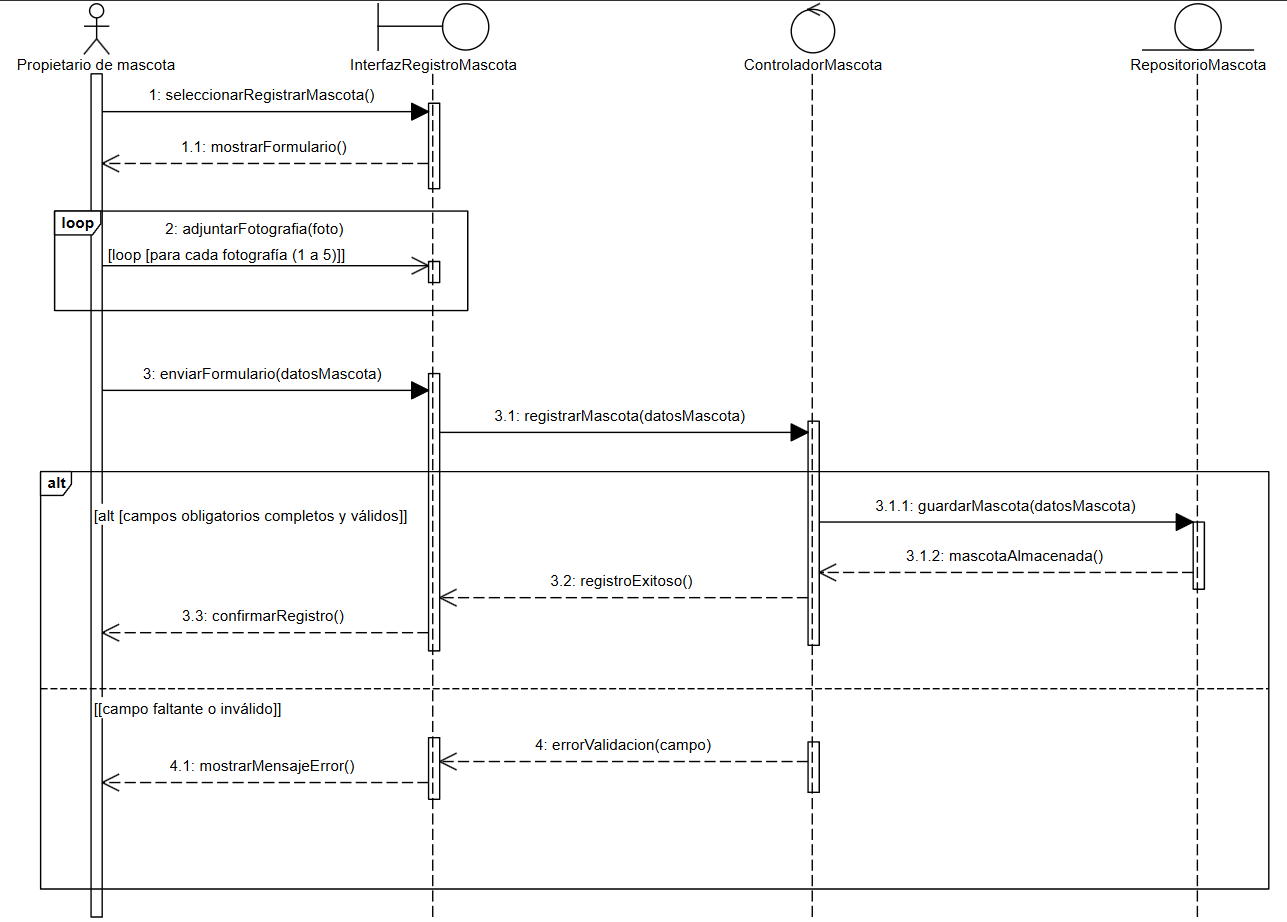 Propietario de mascota
InterfazRegistroMascota
ControladorMascota
RepositorioMascota
1: seleccionarRegistrarMascota()
1.1: mostrarFormulario()
loop
2: adjuntarFotografia(foto)
[loop [para cada fotografía (1 a 5)]]
3: enviarFormulario(datosMascota)
3.1: registrarMascota(datosMascota)
alt
[alt [campos obligatorios completos y válidos]]
3.1.1: guardarMascota(datosMascota)
3.1.2: mascotaAlmacenada()
3.2: registroExitoso()
3.3: confirmarRegistro()
[[campo faltante o inválido]]
4: errorValidacion(campo)
4.1: mostrarMensajeError()